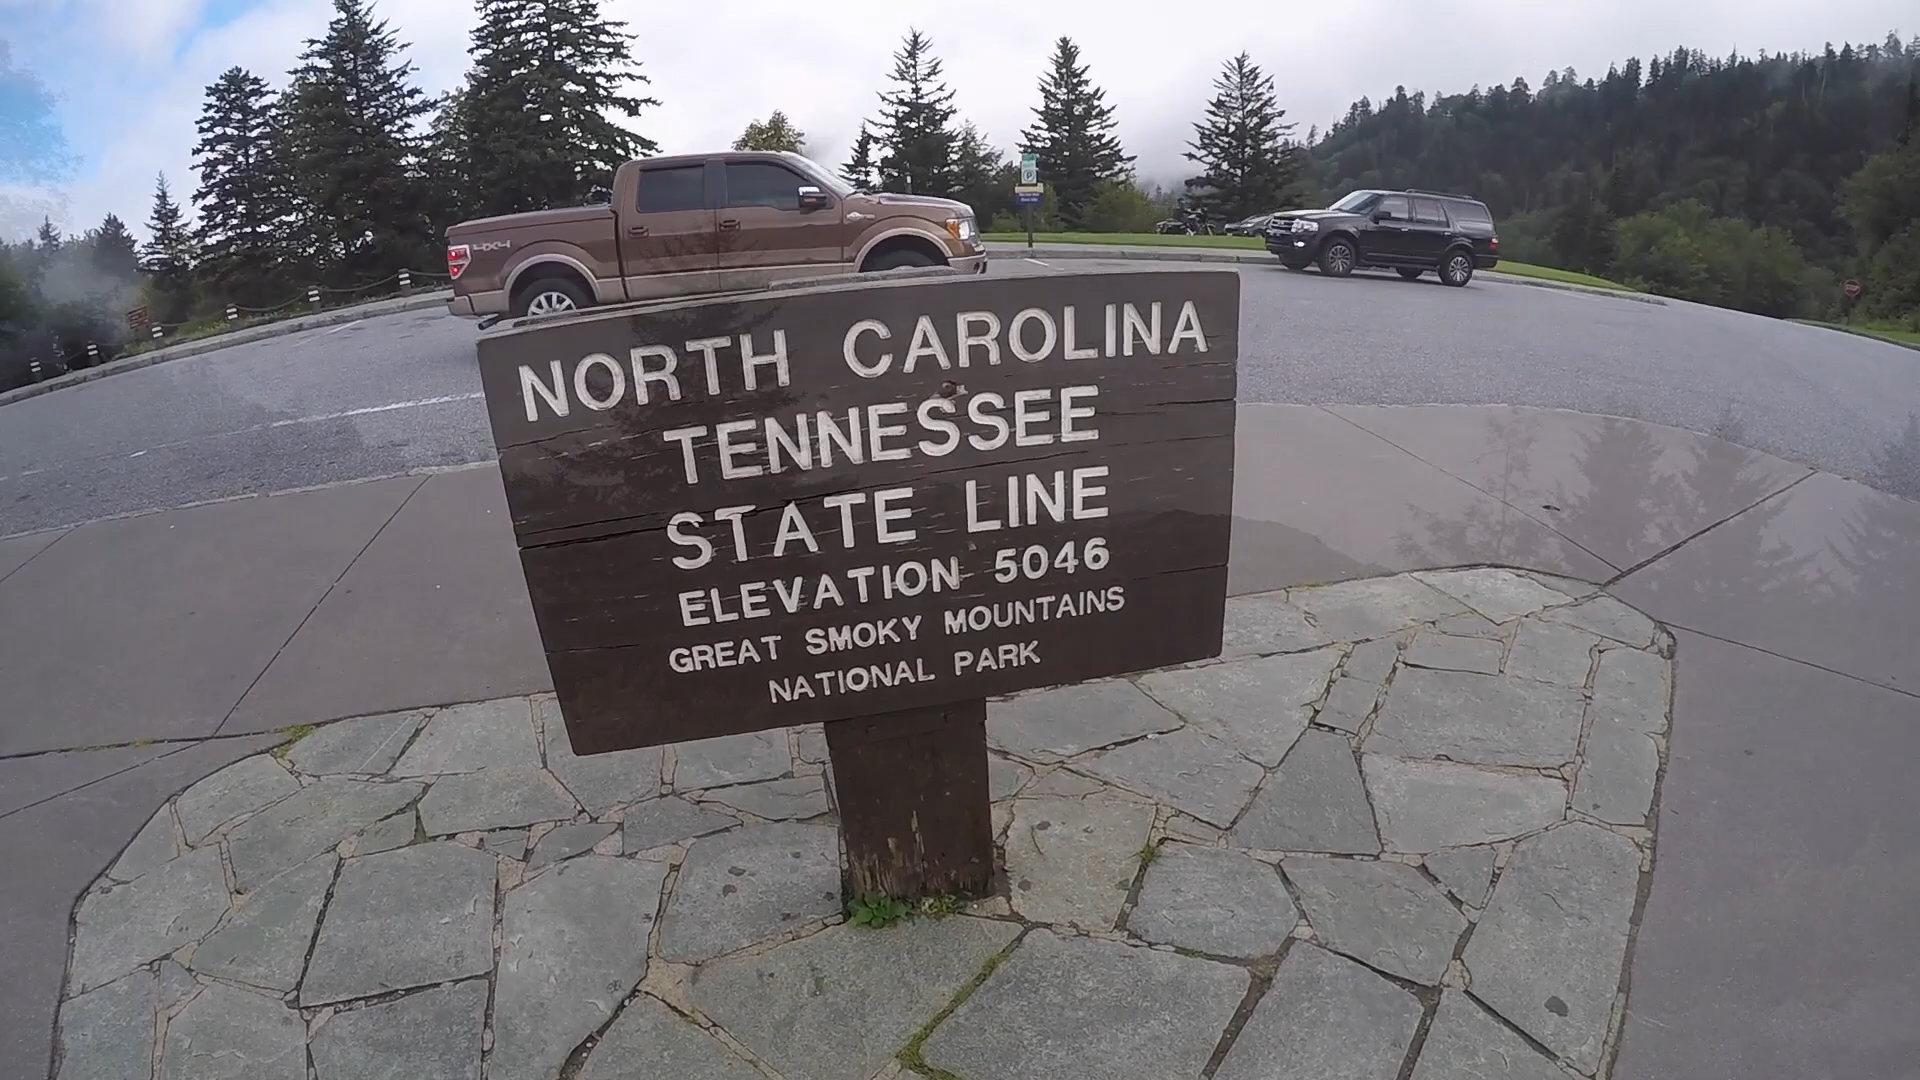 4X4
P
NORTH CAROLINA
TENNESSEE
STATE LINE
ELEVATION 5046
GREAT SMOKY MOUNTAINS
NATIONAL PARK